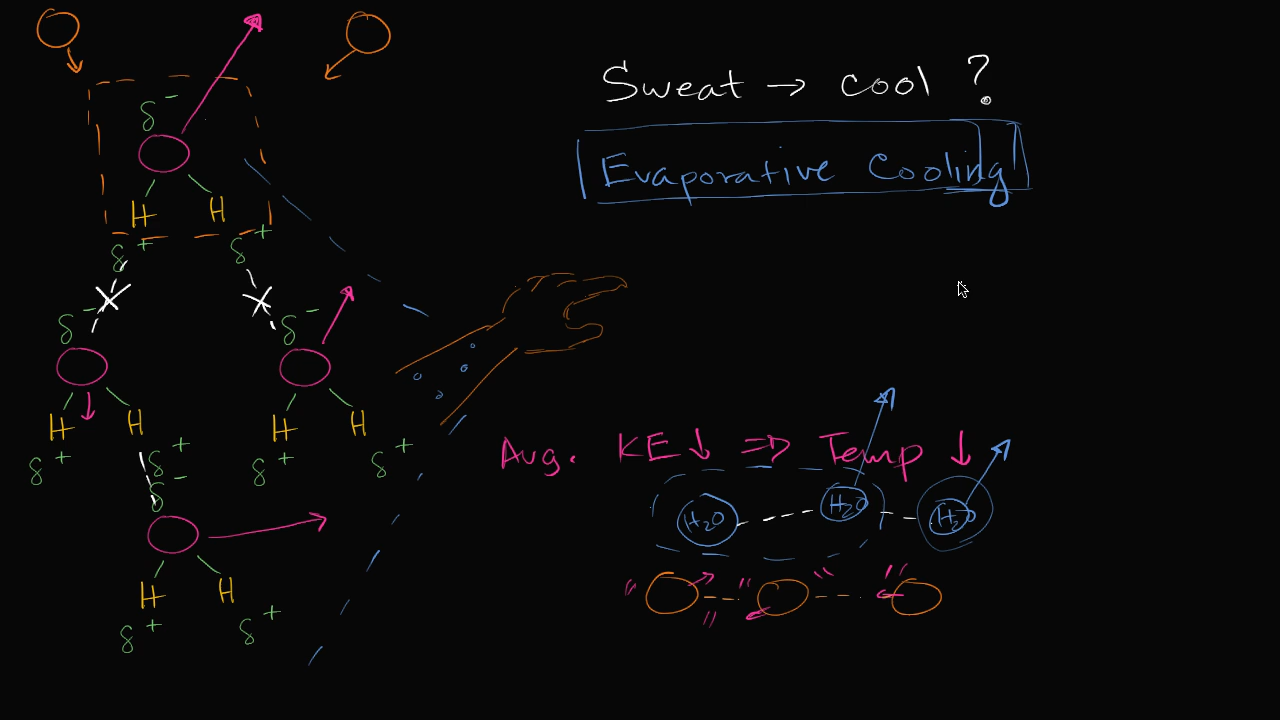 Sweat → cool ?
Evaporative Cooling
δ⁻
H H
δ⁺ δ⁺
δ⁻ δ⁻
H H H H
δ⁺ δ⁺ δ⁺ δ⁺
δ⁻
H H
δ⁺ δ⁺
Avg. KE↓ ⇒ Temp ↓
H₂O H₂O H₂O